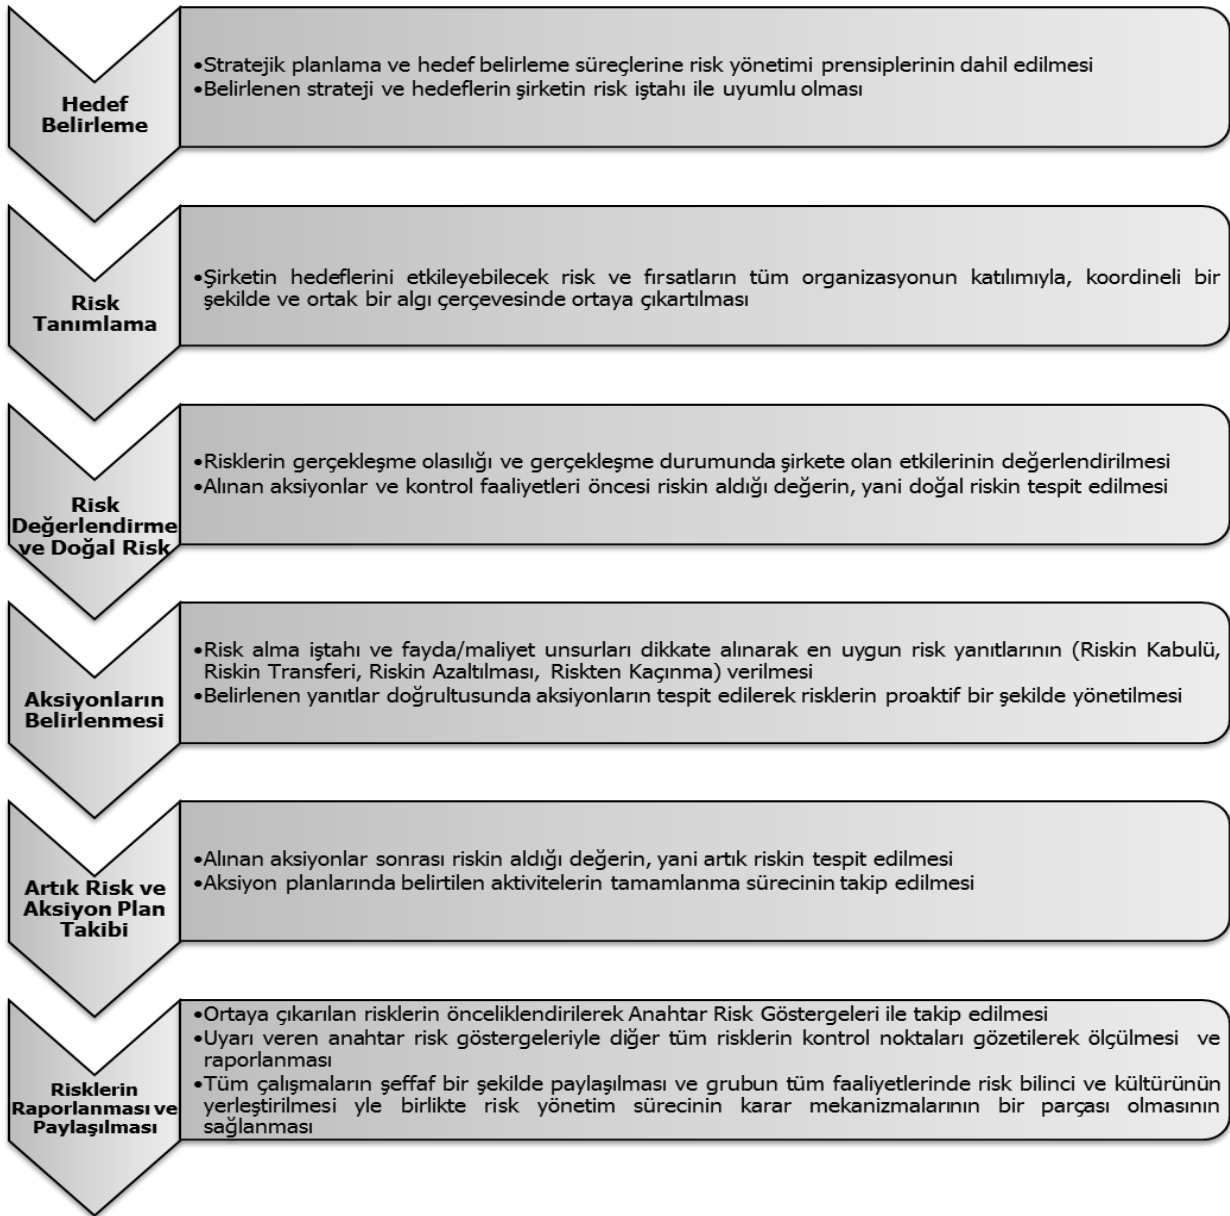 Hedef
Belirleme
•Stratejik planlama ve hedef belirleme süreçlerine risk yönetimi prensiplerinin dahil edilmesi
•Belirlenen strateji ve hedeflerin şirketin risk iştahı ile uyumlu olması
Risk
Tanımlama
•Şirketin hedeflerini etkileyebilecek risk ve fırsatların tüm organizasyonun katılımıyla, koordineli bir
şekilde ve ortak bir algı çerçevesinde ortaya çıkartılması
Risk
Değerlendirme
ve Doğal Risk
•Risklerin gerçekleşme olasılığı ve gerçekleşme durumunda şirkete olan etkilerinin değerlendirilmesi
•Alınan aksiyonlar ve kontrol faaliyetleri öncesi riskin aldığı değerin, yani doğal riskin tespit edilmesi
Aksiyonların
Belirlenmesi
•Risk alma iştahı ve fayda/maliyet unsurları dikkate alınarak en uygun risk yanıtlarının (Riskin Kabulü,
Riskin Transferi, Riskin Azaltılması, Riskten Kaçınma) verilmesi
•Belirlenen yanıtlar doğrultusunda aksiyonların tespit edilerek risklerin proaktif bir şekilde yönetilmesi
Artık Risk ve
Aksiyon Plan
Takibi
•Alınan aksiyonlar sonrası riskin aldığı değerin, yani artık riskin tespit edilmesi
•Aksiyon planlarında belirtilen aktivitelerin tamamlanma sürecinin takip edilmesi
Risklerin
Raporlanması ve
Paylaşılması
•Ortaya çıkarılan risklerin önceliklendirilerek Anahtar Risk Göstergeleri ile takip edilmesi
•Uyarı veren anahtar risk göstergeleriyle diğer tüm risklerin kontrol noktaları gözetilerek ölçülmesi ve
raporlanması
•Tüm çalışmaların şeffaf bir şekilde paylaşılması ve grubun tüm faaliyetlerinde risk bilinci ve kültürünün
yerleştirilmesi yle birlikte risk yönetim sürecinin karar mekanizmalarının bir parçası olmasının
sağlanması